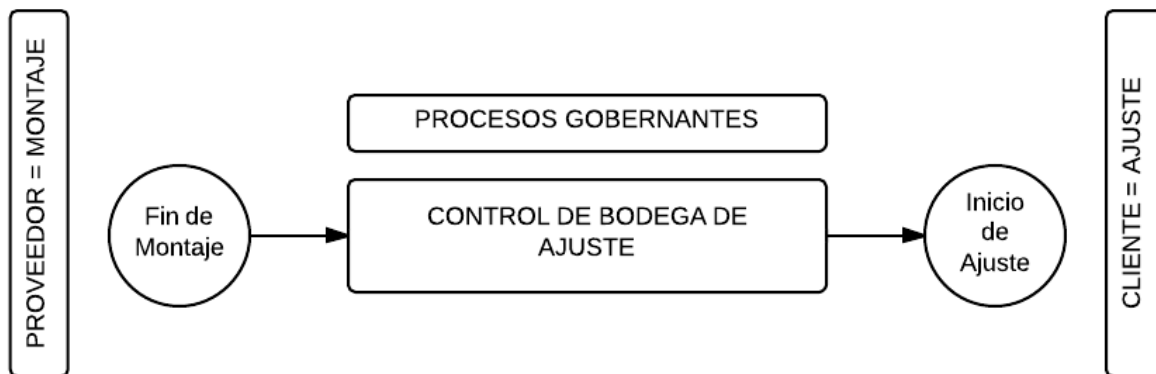 PROVEEDOR = MONTAJE
PROCESOS GOBERNANTES
Fin de
Montaje
CONTROL DE BODEGA DE
AJUSTE
Inicio
de
Ajuste
CLIENTE = AJUSTE